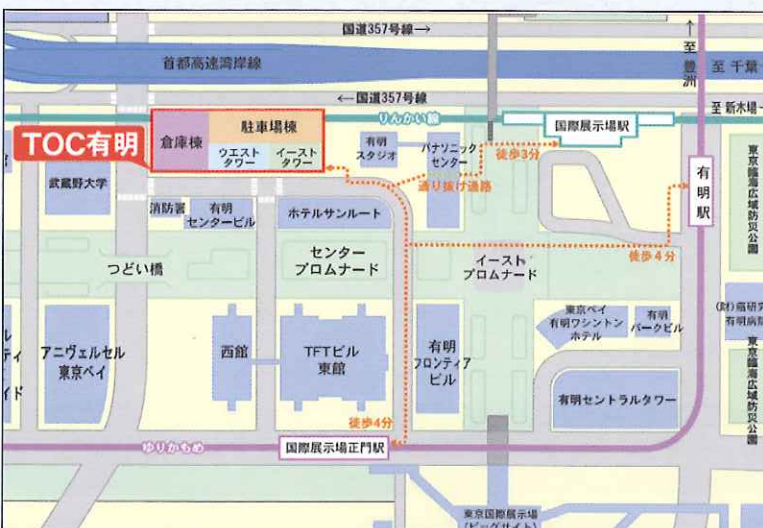 国道357号線→
首都高速湾岸線
↑至豊洲
至 千葉
←国道357号線
りんかい線
至 新木場→
TOC有明
倉庫棟
駐車場棟
ウエスト
タワー
イースト
タワー
有明
スタジオ
パナソニック
センター
国際展示場駅
徒歩3分
通り抜け通路
有明駅
東京臨海広域防災公園
武蔵野大学
消防署
有明
センタービル
ホテルサンルート
徒歩4分
つどい橋
センター
プロムナード
イースト
プロムナード
アニヴェルセル
東京ベイ
西館
TFTビル
東館
有明
フロンティア
ビル
東京ベイ
有明ワシントン
ホテル
有明
パークビル
(財)癌研究
有明病院
東京臨海広域防災公園
有明セントラルタワー
徒歩4分
ゆりかもめ
国際展示場正門駅
東京国際展示場
(ビッグサイト)